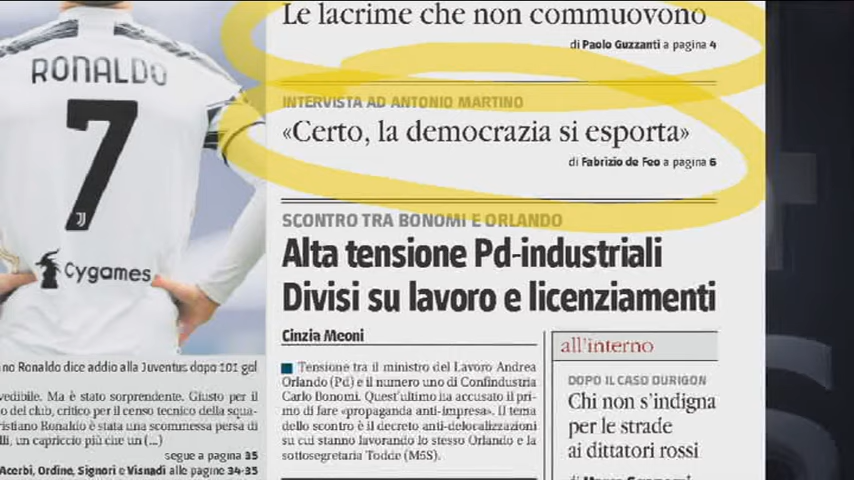 RONALDO
7
Cygames
Le lacrime che non commuovono
di Paolo Guzzanti a pagina 4
INTERVISTA AD ANTONIO MARTINO
«Certo, la democrazia si esporta»
di Fabrizio de Feo a pagina 6
SCONTRO TRA BONOMI E ORLANDO
Alta tensione Pd-industriali
Divisi su lavoro e licenziamenti
Cinzia Meoni
Tensione tra il ministro del Lavoro Andrea
Orlando (Pd) e il numero uno di Confindustria
Carlo Bonomi. Quest'ultimo ha accusato il pri-
mo di fare «propaganda anti-impresa». Il tema
dello scontro è il decreto anti-delocalizzazioni
su cui stanno lavorando lo stesso Orlando e la
sottosegretaria Todde (M5S).
all'interno
DOPO IL CASO DURIGON
Chi non s'indigna
per le strade
ai dittatori rossi
Ronaldo dice addio alla Juventus dopo 101 gol
Ma è stato sorprendente. Giusto per il
del club, critico per il censo tecnico della squa-
Ronaldo è stata una scommessa persa di
un capriccio più che un (...)
segue a pagina 35
Acerbi, Ordine, Signori e Visnadi alle pagine 34-35